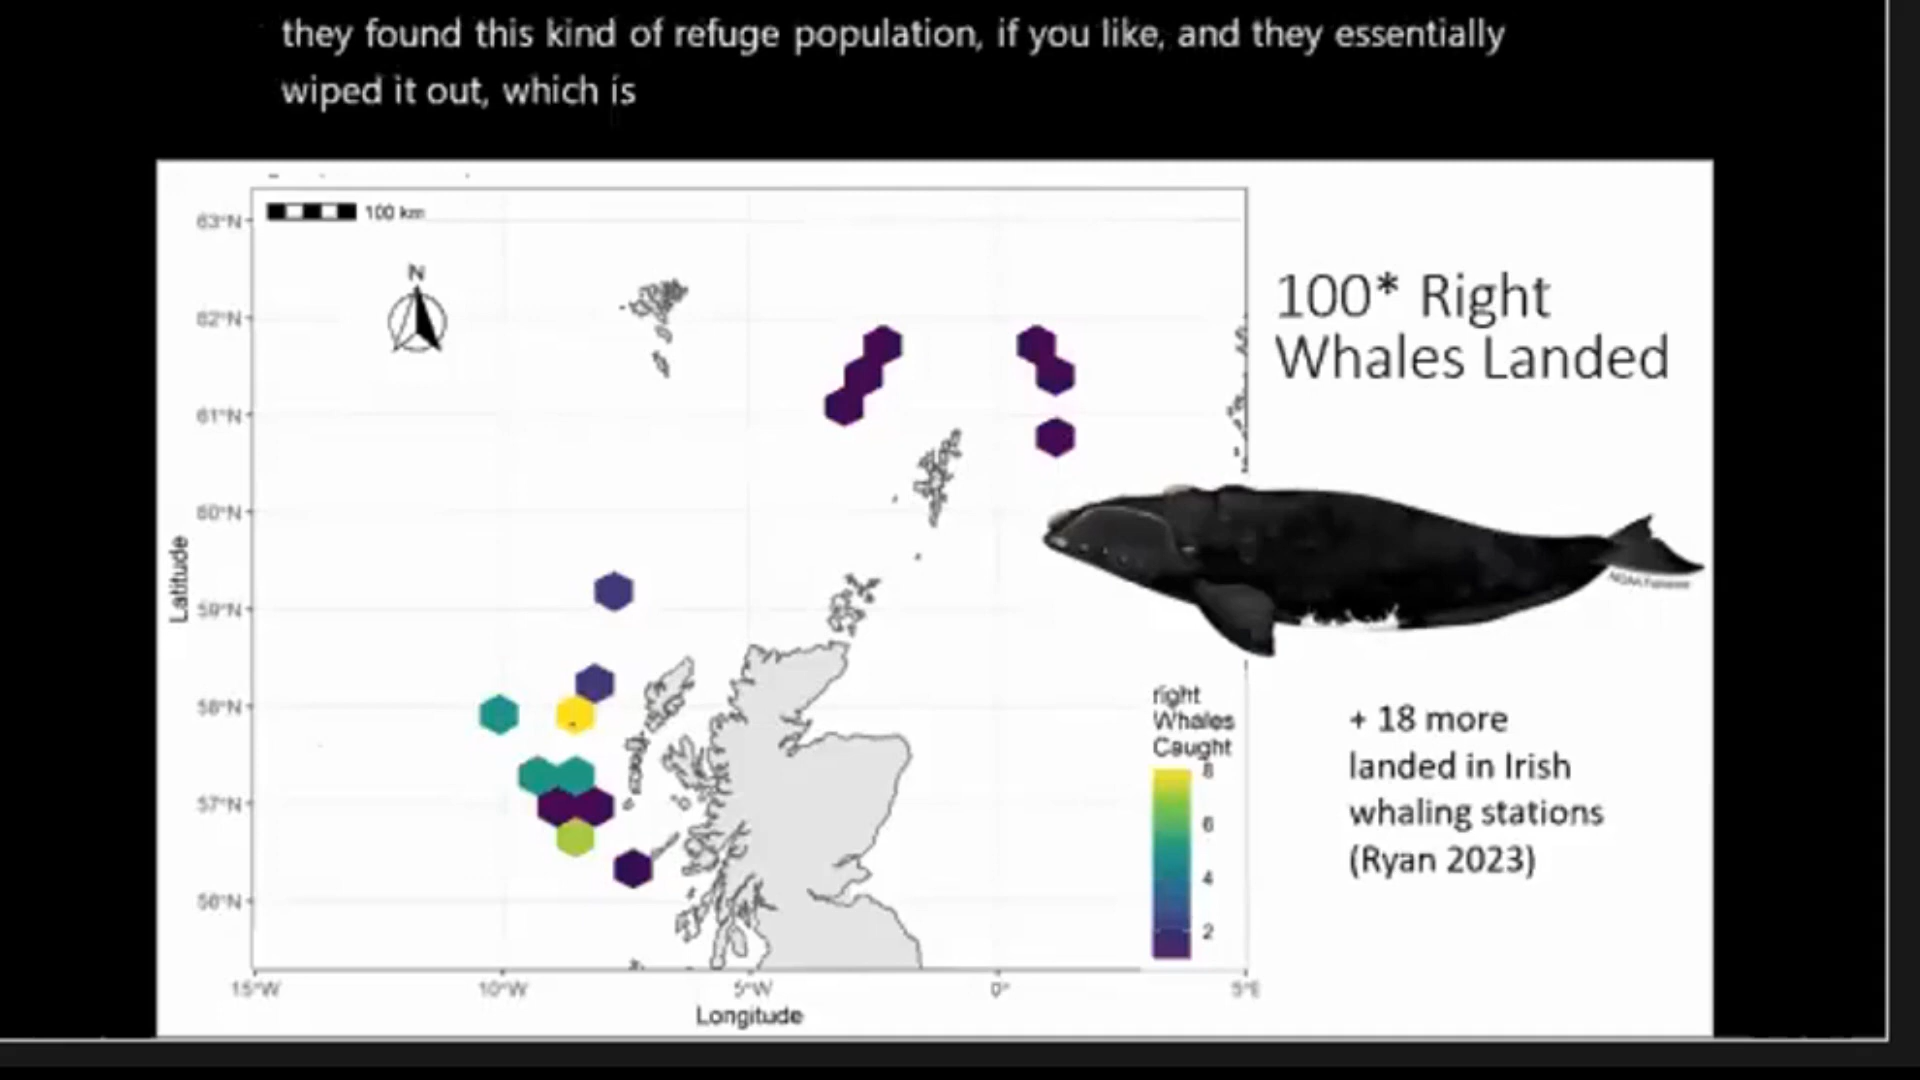 they found this kind of refuge population, if you like, and they essentially
wiped it out, which is
100 km
N
63°N
62°N
61°N
60°N
59°N
58°N
57°N
56°N
Latitude
15°W
10°W
5°W
0°
5°E
Longitude
100* Right
Whales Landed
NOAA Fisheries
right
Whales
Caught
8
6
4
2
+ 18 more
landed in Irish
whaling stations
(Ryan 2023)